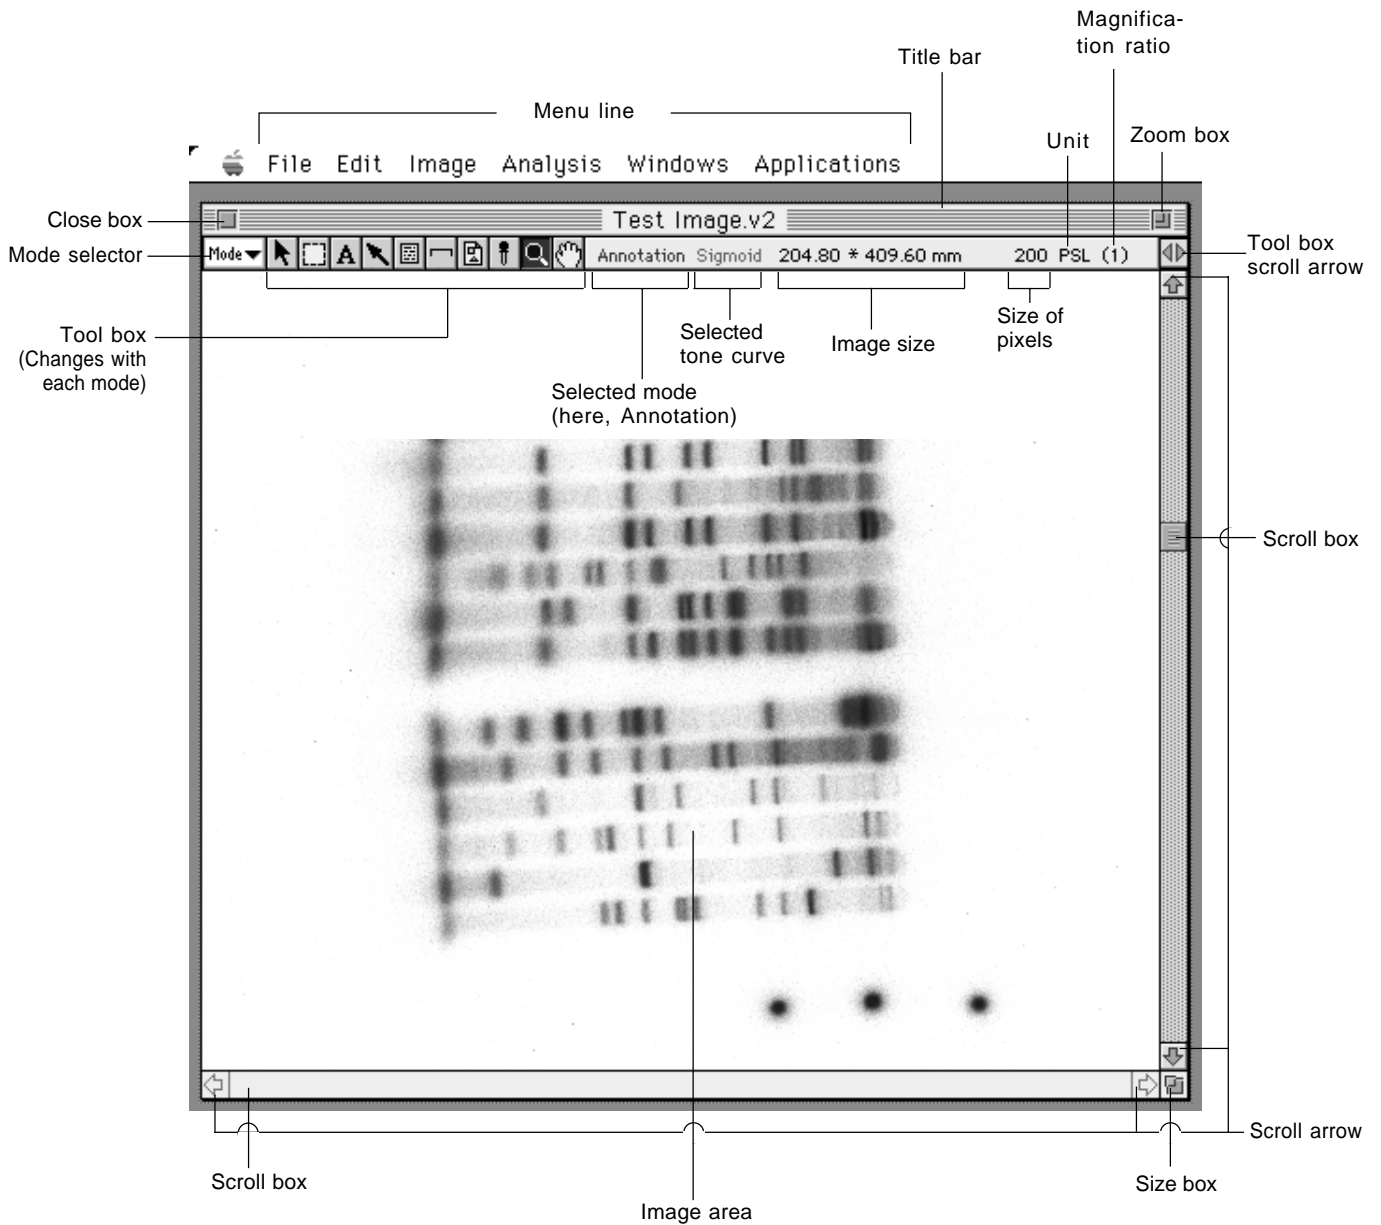 Magnifica-
tion ratio
Title bar
Menu line
Unit
Zoom box
File Edit Image Analysis Windows Applications
Close box
Test Image.v2
Mode selector
Mode A Annotation Sigmoid 204.80 * 409.60 mm 200 PSL (1)
Tool box
scroll arrow
Tool box
(Changes with
each mode)
Selected
tone curve
Image size
Size of
pixels
Selected mode
(here, Annotation)
Scroll box
Scroll arrow
Scroll box
Size box
Image area